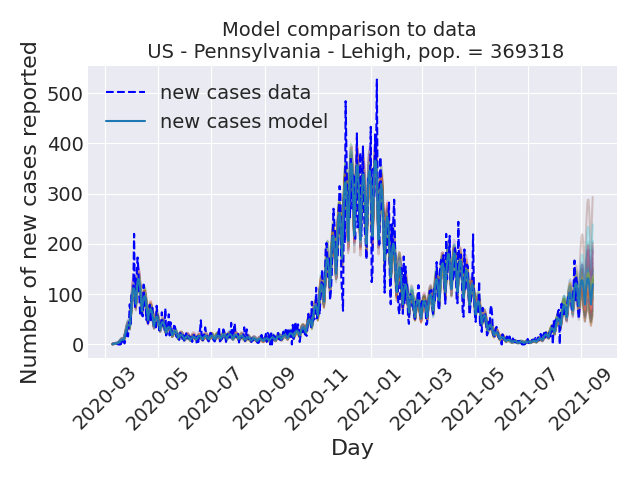 Model comparison to data
US - Pennsylvania - Lehigh, pop. = 369318
Number of new cases reported
500
400
300
200
100
0
new cases data
new cases model
2020-03
2020-05
2020-07
2020-09
2020-11
2021-01
2021-03
2021-05
2021-07
2021-09
Day